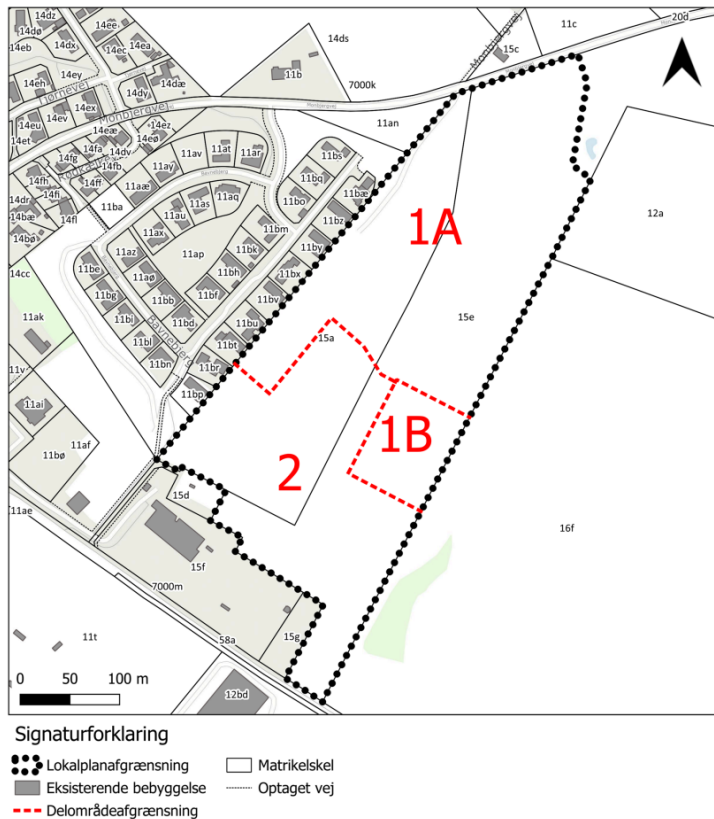 14dz
14ee
14dø
14dx
14ea
14eb
14ec
14ds
11c
20d
15c
Monbjergvej
14ey
14eh
14dy
14dæ
11b
7000k
Hjørnevej
14ex
Monbjergvej
14eu
14ev
14eæ
14ez
14eø
11an
14et
14fa
14dv
14fg
14fb
11av
11at
11ar
11bs
Rødkælkevej
14fh
14ff
14fi
11aæ
11bq
14dr
14bæ
14fl
11ba
11au
11as
11aq
11bo
11bæ
12a
14bø
11ax
11bm
11bz
1A
11az
11ap
11bk
11by
14cc
11be
11aø
11bh
11bx
11bg
11bb
11bf
11bv
15e
11ak
11bi
11bd
11bu
11bl
Bavnebjerg
11bt
15a
11v
11bn
11br
11bp
11ai
1B
11af
11bø
2
15d
11ae
16f
15f
7000m
15g
58a
11t
12bd
0 50 100 m
Signaturforklaring
Lokalplanafgrænsning
Matrikelskel
Eksisterende bebyggelse
Optaget vej
Delområdeafgrænsning